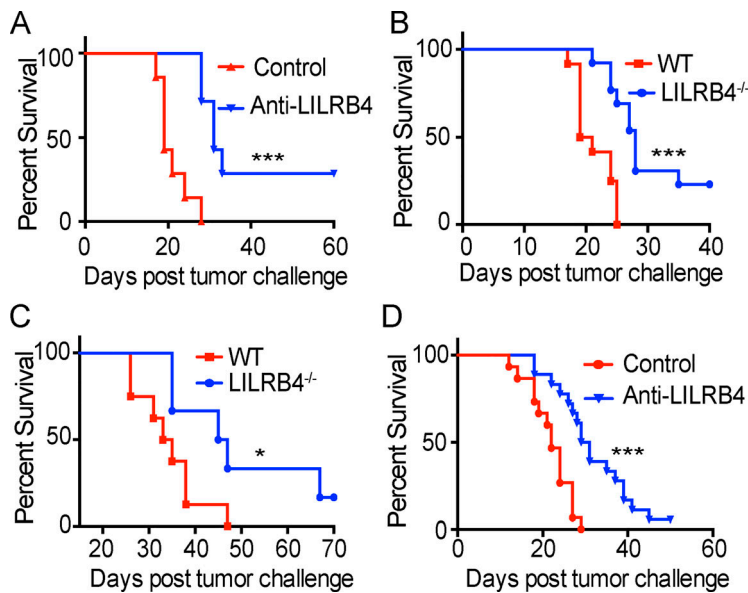 A
Percent Survival
100
50
0
Control
Anti-LILRB4
***
0 20 40 60
Days post tumor challenge
B
Percent Survival
100
50
0
WT
LILRB4-/-
***
0 10 20 30 40
Days post tumor challenge
C
Percent Survival
100
50
0
WT
LILRB4-/-
*
20 30 40 50 60 70
Days post tumor challenge
D
Percent Survival
100
50
0
Control
Anti-LILRB4
***
0 20 40 60
Days post tumor challenge